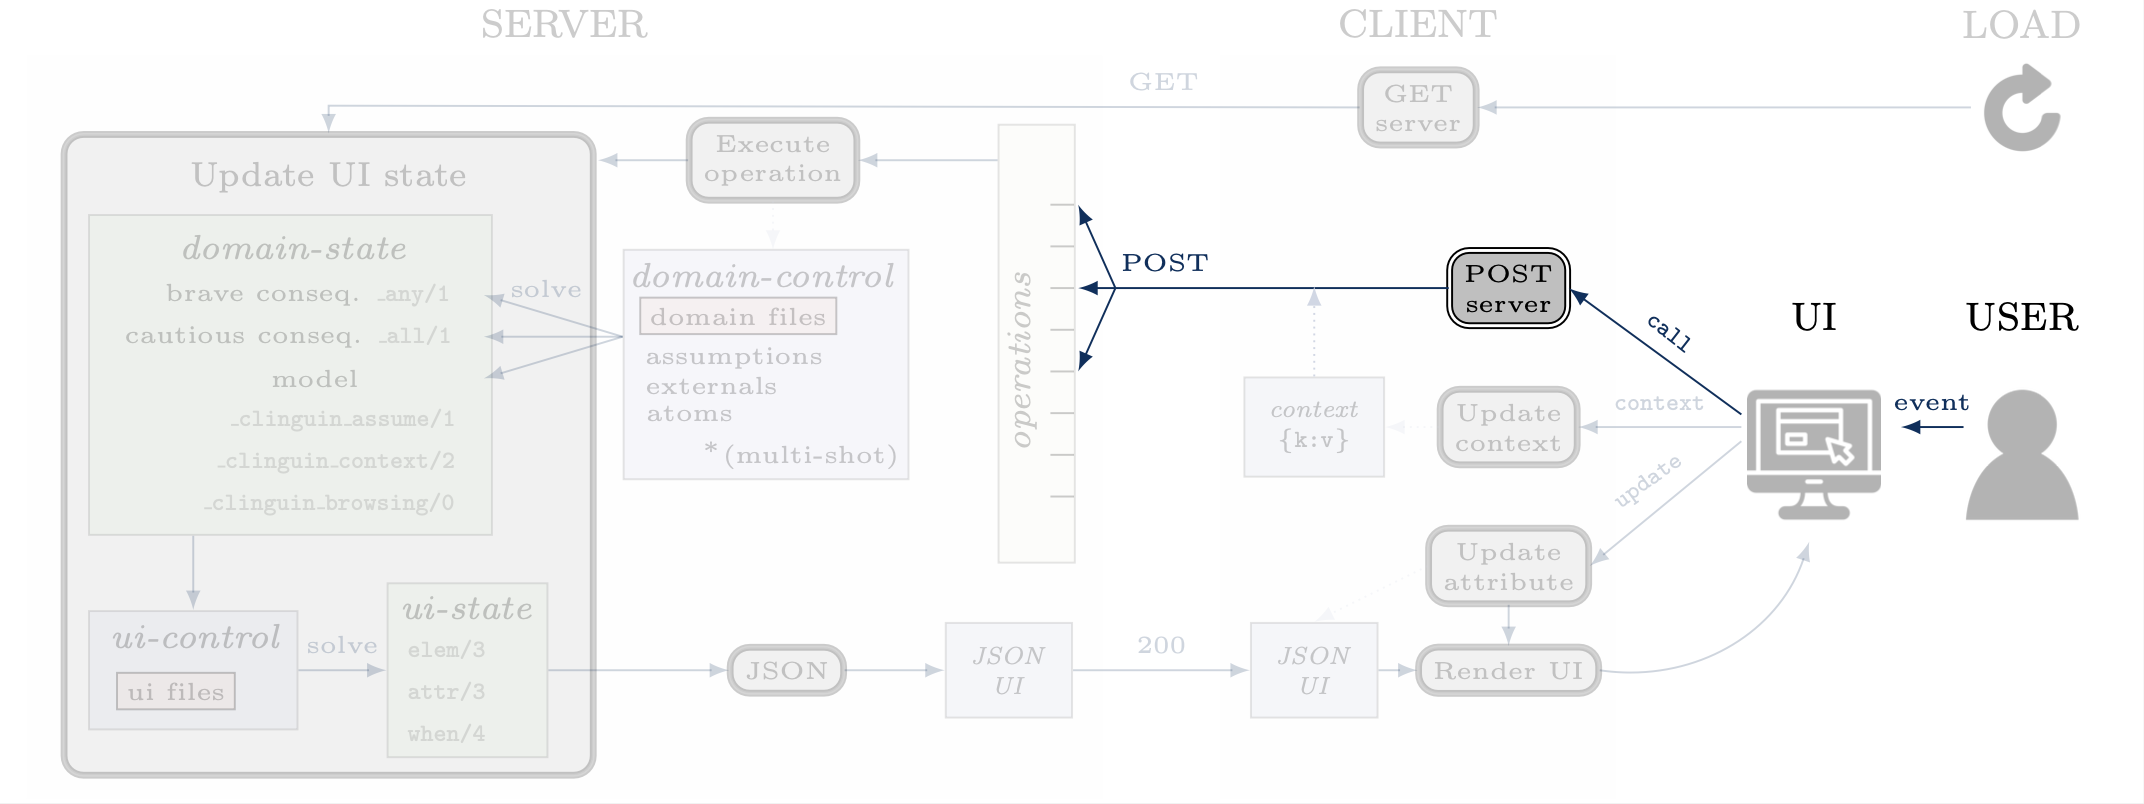 SERVER
CLIENT
LOAD
GET
GET
server
Execute
operation
Update UI state
domain-state
brave conseq. _any/1
cautious conseq. _all/1
model
_clinguin_assume/1
_clinguin_context/2
_clinguin_browsing/0
solve
domain-control
domain files
assumptions
externals
atoms
*(multi-shot)
operations
POST
POST
server
call
UI
USER
event
context
{k:v}
Update
context
context
update
Update
attribute
ui-control
ui files
solve
ui-state
elem/3
attr/3
when/4
JSON
JSON
UI
200
JSON
UI
Render UI